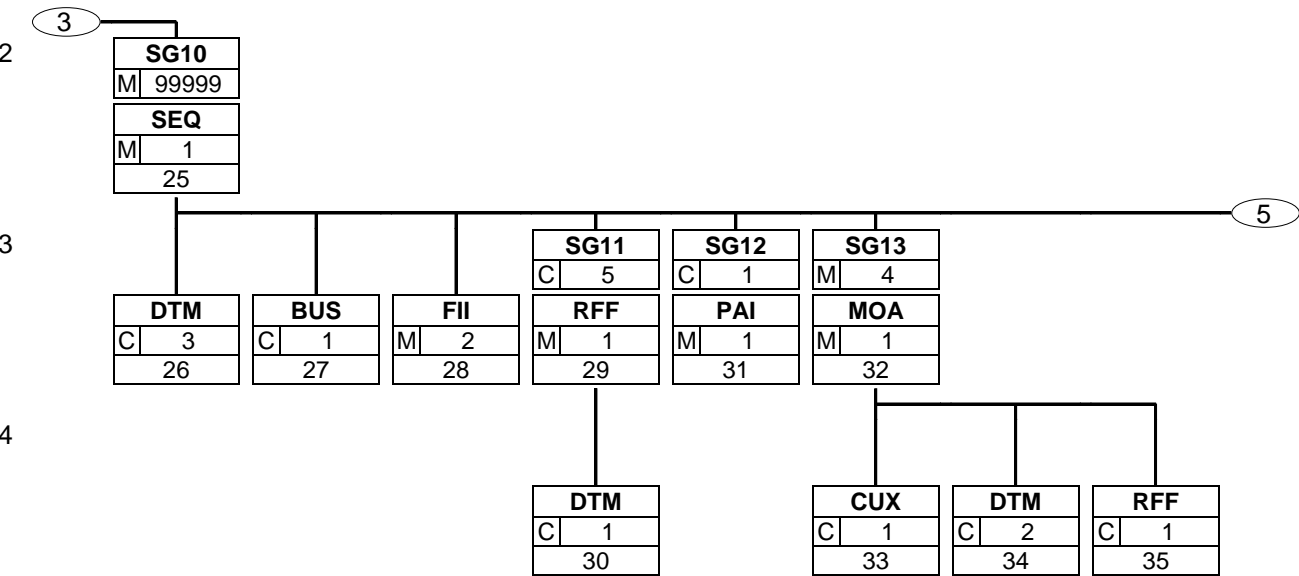 3
2
SG10
M 99999
SEQ
M 1
25
5
3
SG11 SG12 SG13
C 5 C 1 M 4
DTM BUS FII RFF PAI MOA
C 3 C 1 M 2 M 1 M 1 M 1
26 27 28 29 31 32
4
DTM CUX DTM RFF
C 1 C 1 C 2 C 1
30 33 34 35